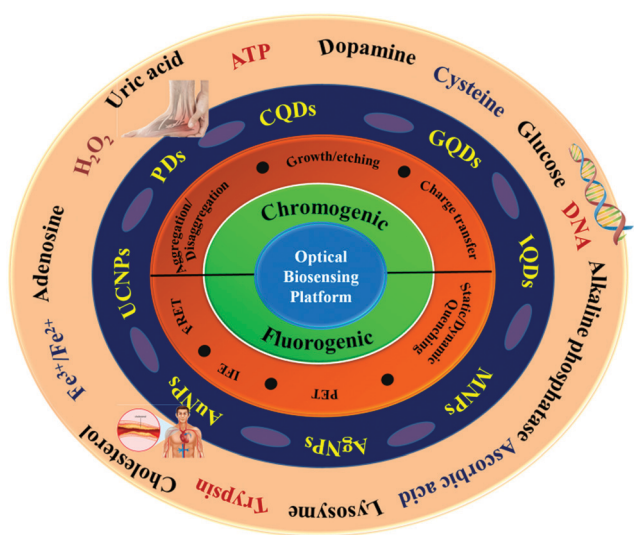 Optical
Biosensing
Platform
Chromogenic
Fluorogenic
Aggregation/
Disaggregation
Growth/etching
Charge transfer
Static/Dynamic
Quenching
PET
IFE
FRET
CQDs
GQDs
IQDs
MNPs
AgNPs
AuNPs
UCNPs
PDs
ATP
Dopamine
Cysteine
Glucose
DNA
Alkaline phosphatase
Ascorbic acid
Lysosyme
Trypsin
Cholesterol
Fe³⁺/Fe²⁺
Adenosine
H₂O₂
Uric acid